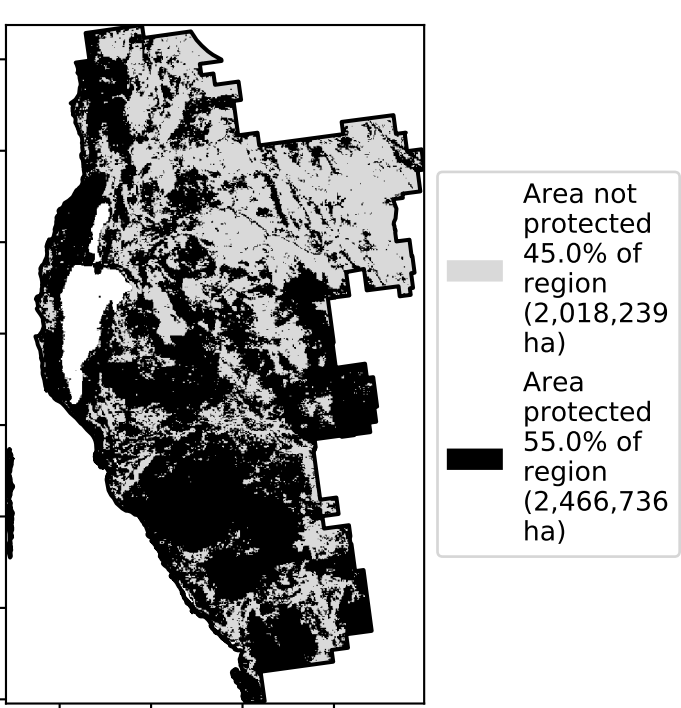 Area not
protected
45.0% of
region
(2,018,239
ha)
Area
protected
55.0% of
region
(2,466,736
ha)